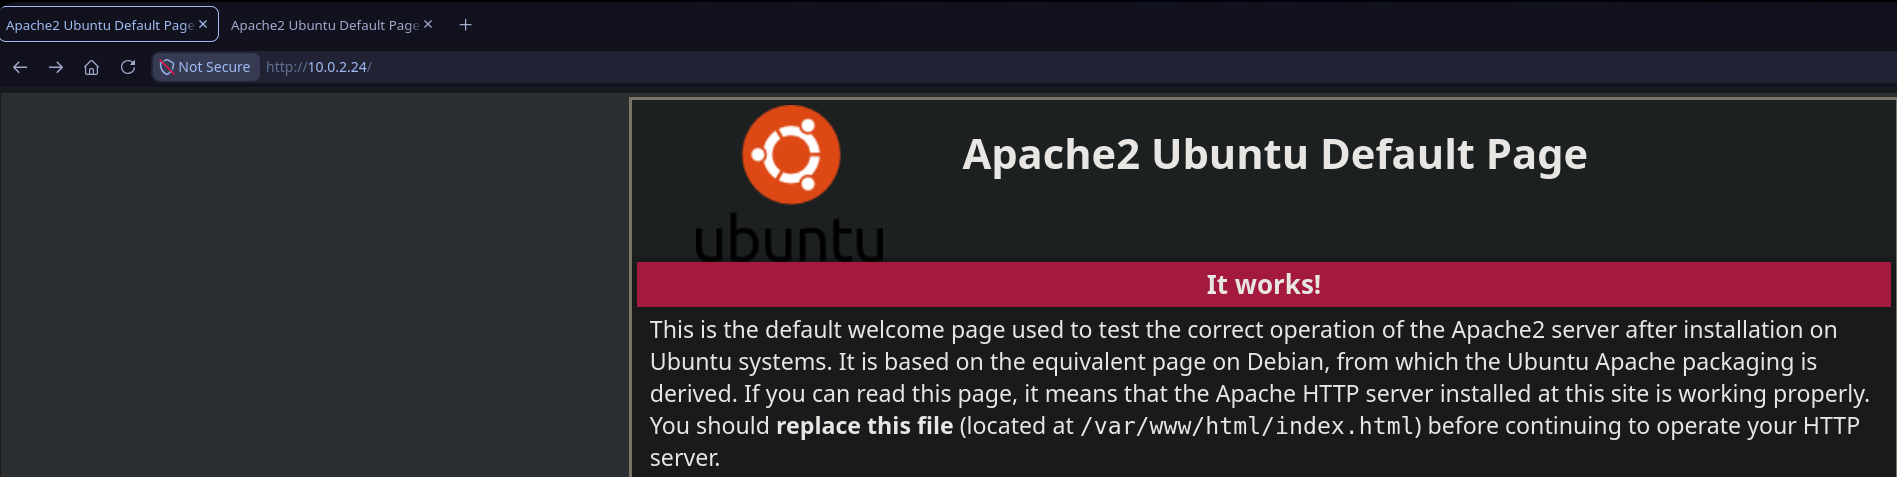 Apache2 Ubuntu Default Page
Apache2 Ubuntu Default Page
Not Secure http://10.0.2.24/
ubuntu
Apache2 Ubuntu Default Page
It works!
This is the default welcome page used to test the correct operation of the Apache2 server after installation on
Ubuntu systems. It is based on the equivalent page on Debian, from which the Ubuntu Apache packaging is
derived. If you can read this page, it means that the Apache HTTP server installed at this site is working properly.
You should replace this file (located at /var/www/html/index.html) before continuing to operate your HTTP
server.